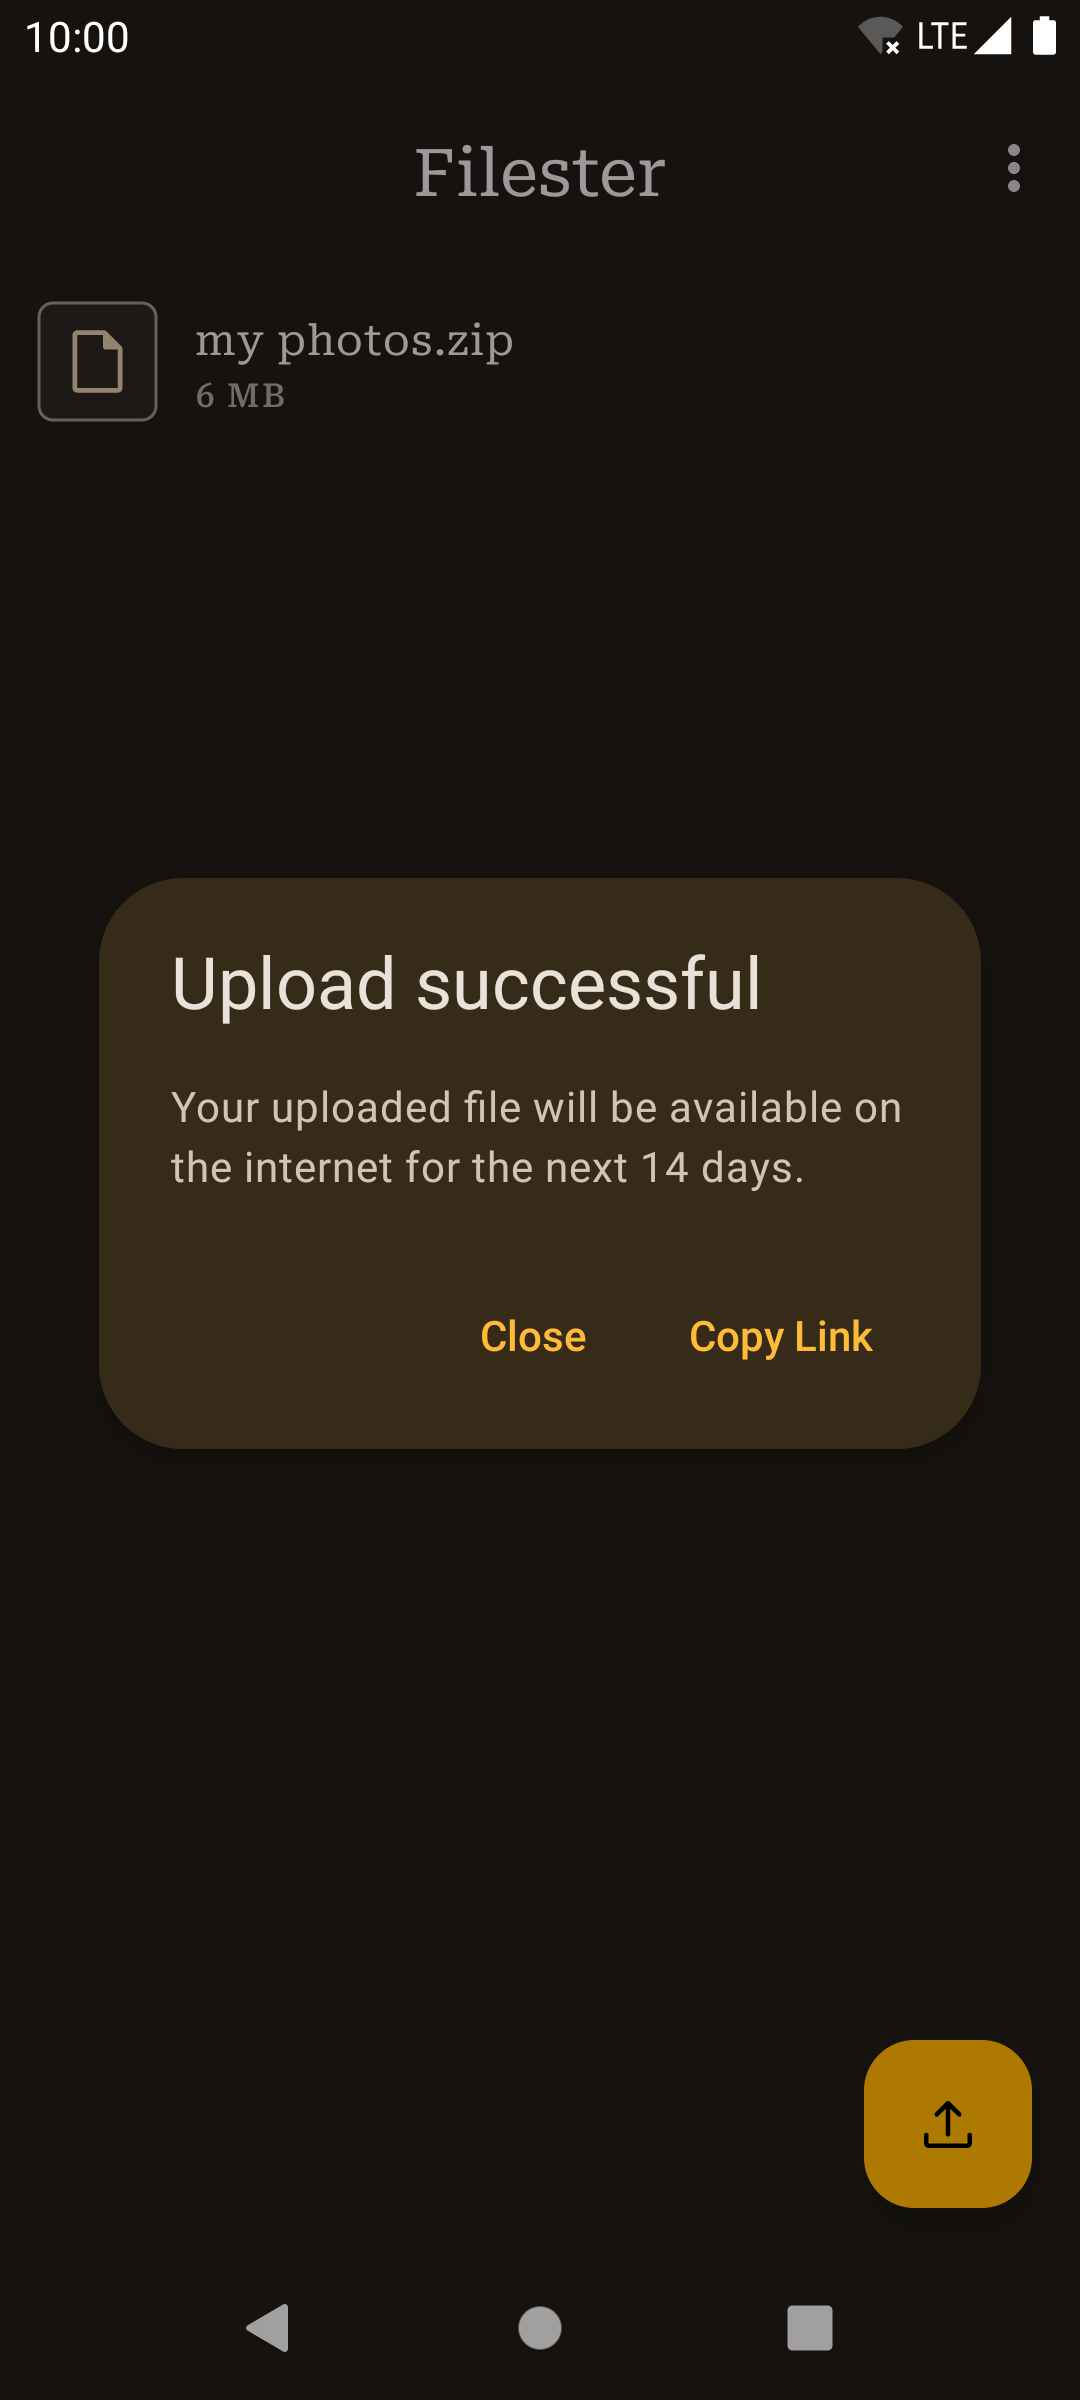 10:00
LTE
Filester
my photos.zip
6 MB
Upload successful
Your uploaded file will be available on
the internet for the next 14 days.
Close
Copy Link